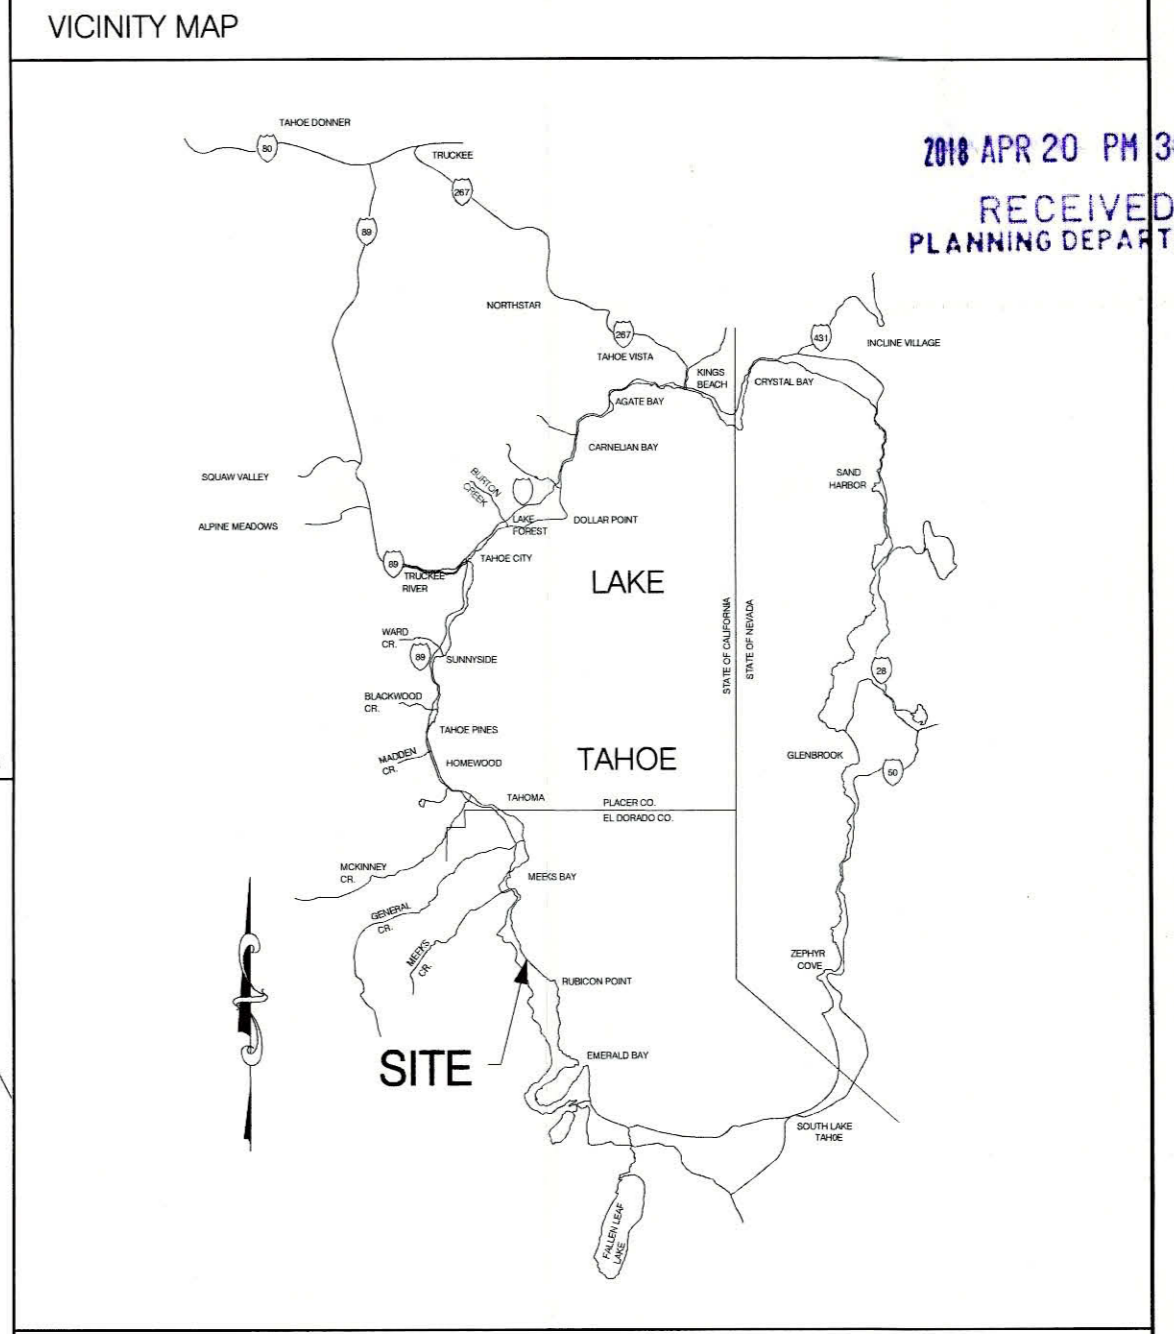 VICINITY MAP
TAHOE DONNER
80
TRUCKEE
2018 APR 20 PM 3
RECEIVED
PLANNING DEPART
267
89
NORTHSTAR
267
431
INCLINE VILLAGE
TAHOE VISTA
KINGS
BEACH
CRYSTAL BAY
AGATE BAY
CARNELIAN BAY
SQUAW VALLEY
BURTON
CREEK
SAND
HARBOR
ALPINE MEADOWS
LAKE
FOREST
DOLLAR POINT
89
TRUCKEE
RIVER
TAHOE CITY
LAKE
STATE OF CALIFORNIA
STATE OF NEVADA
WARD
CR.
89
SUNNYSIDE
28
BLACKWOOD
CR.
TAHOE PINES
MADDEN
CR.
HOMEWOOD
TAHOE
GLENBROOK
50
TAHOMA
PLACER CO.
EL DORADO CO.
MCKINNEY
CR.
MEEKS BAY
GENERAL
CR.
MEEKS
CR.
ZEPHYR
COVE
RUBICON POINT
SITE
EMERALD BAY
SOUTH LAKE
TAHOE
FALLEN LEAF
LAKE